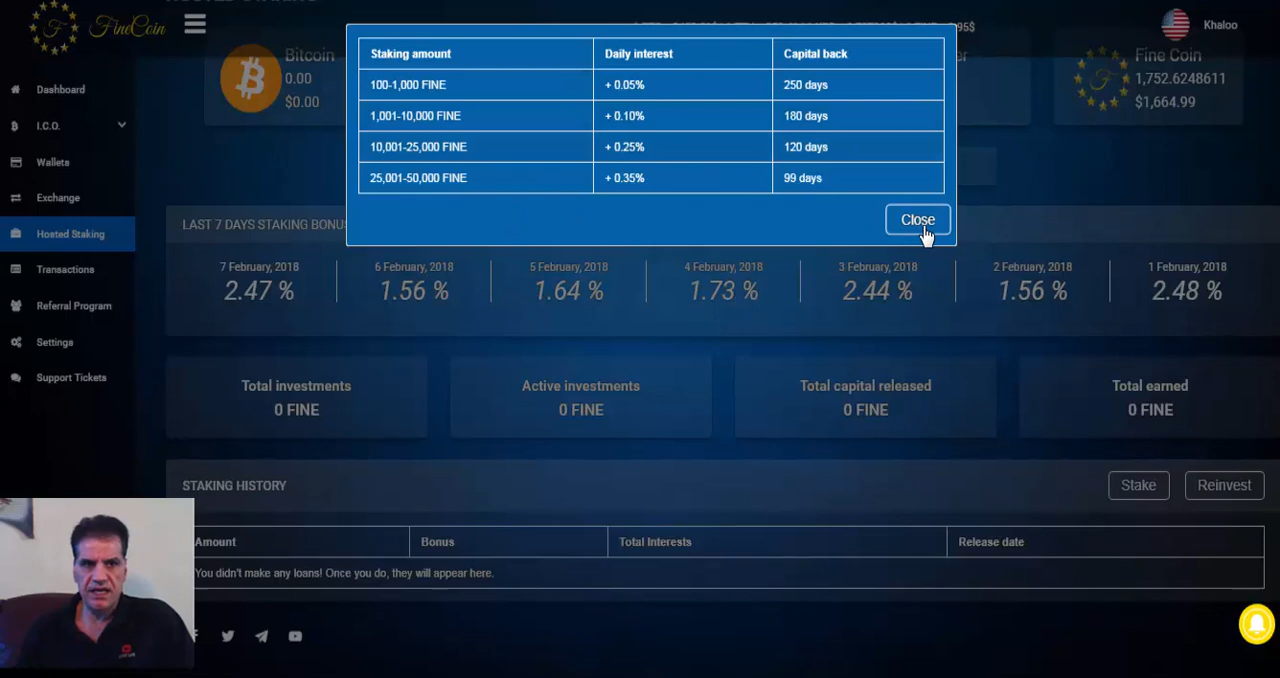 FineCoin
Khaloo
Bitcoin
0.00
$0.00
Fine Coin
1,752.6248611
$1,664.99
Staking amount Daily interest Capital back
100-1,000 FINE + 0.05% 250 days
1,001-10,000 FINE + 0.10% 180 days
10,001-25,000 FINE + 0.25% 120 days
25,001-50,000 FINE + 0.35% 99 days
Close
Dashboard
I.C.O.
Wallets
Exchange
Hosted Staking
Transactions
Referral Program
Settings
Support Tickets
LAST 7 DAYS STAKING BONUS
7 February, 2018 6 February, 2018 5 February, 2018 4 February, 2018 3 February, 2018 2 February, 2018 1 February, 2018
2.47 % 1.56 % 1.64 % 1.73 % 2.44 % 1.56 % 2.48 %
Total investments Active investments Total capital released Total earned
0 FINE 0 FINE 0 FINE 0 FINE
STAKING HISTORY Stake Reinvest
Amount Bonus Total Interests Release date
You didn't make any loans! Once you do, they will appear here.